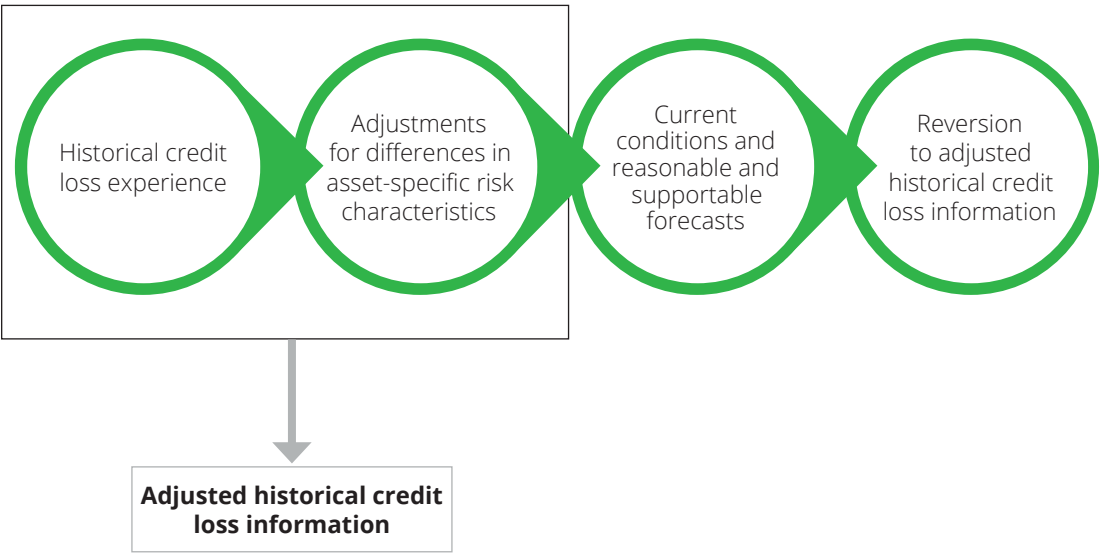 Historical credit
loss experience
Adjustments
for differences in
asset-specific risk
characteristics
Current
conditions and
reasonable and
supportable
forecasts
Reversion
to adjusted
historical credit
loss information
Adjusted historical credit
loss information